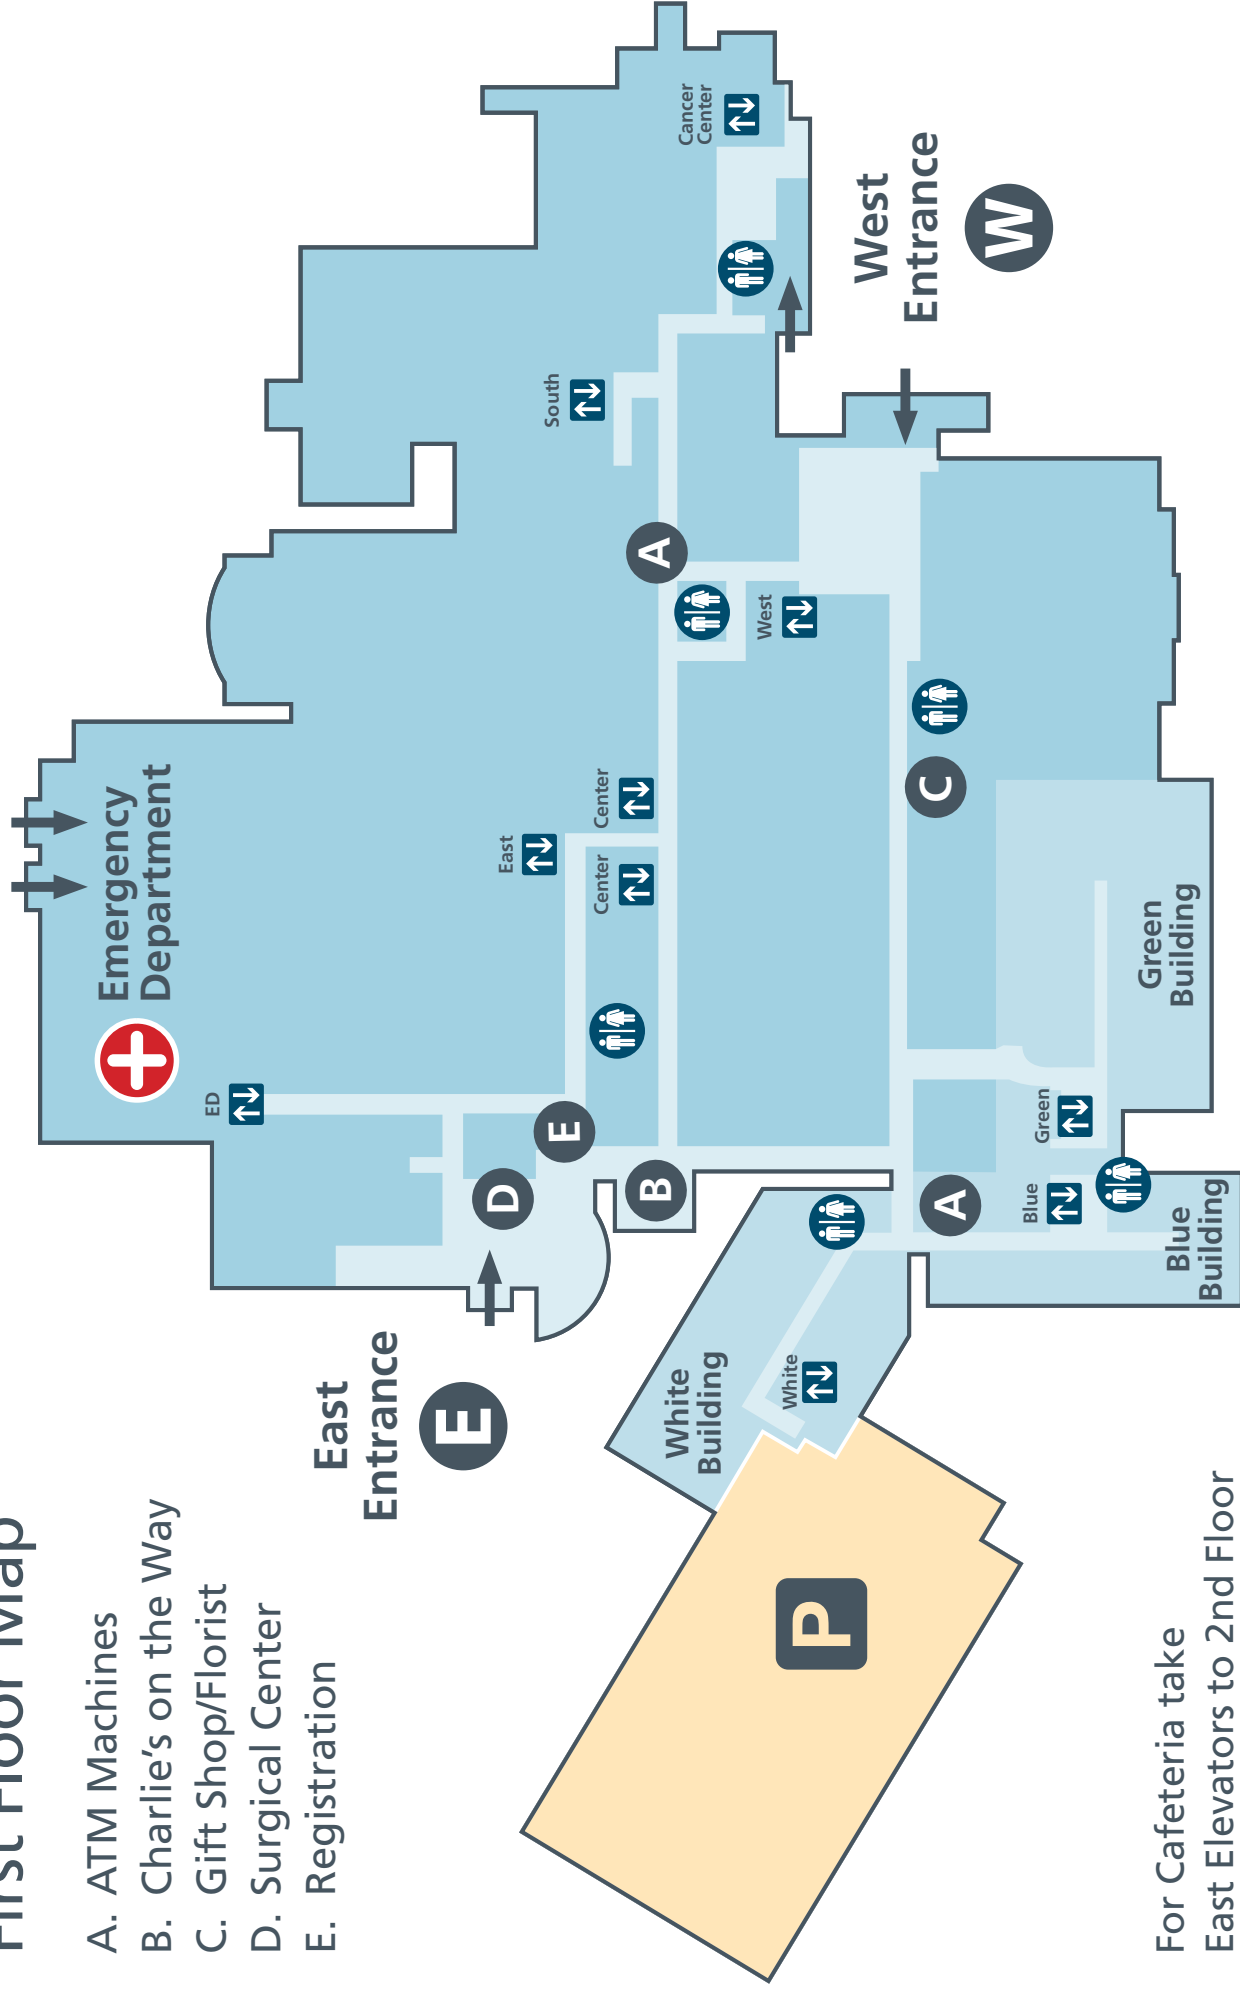 First Floor Map
A. ATM Machines
B. Charlie's on the Way
C. Gift Shop/Florist
D. Surgical Center
E. Registration
East
Entrance
E
Emergency
Department
ED
D
E
B
East
Center
Center
A
South
Cancer
Center
West
Entrance
W
West
C
A
White
Building
White
P
Blue
Green
Green
Building
Blue
Building
For Cafeteria take
East Elevators to 2nd Floor